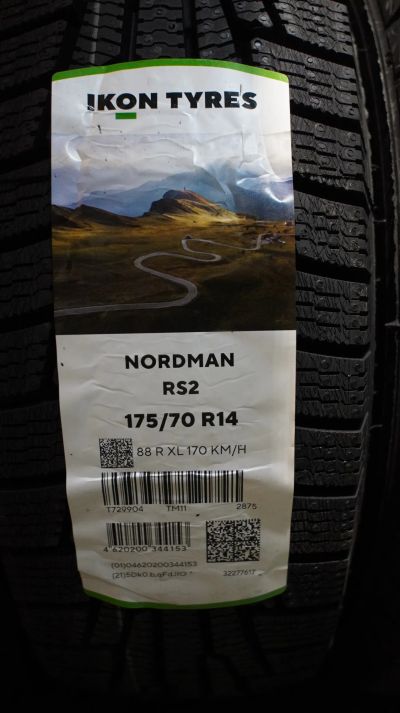 IKON TYRES
NORDMAN
RS2
175/70 R14
88 R XL 170 KM/H
T729904 TM11 2875
4 620200 344153
(01)04620200344153
32277617